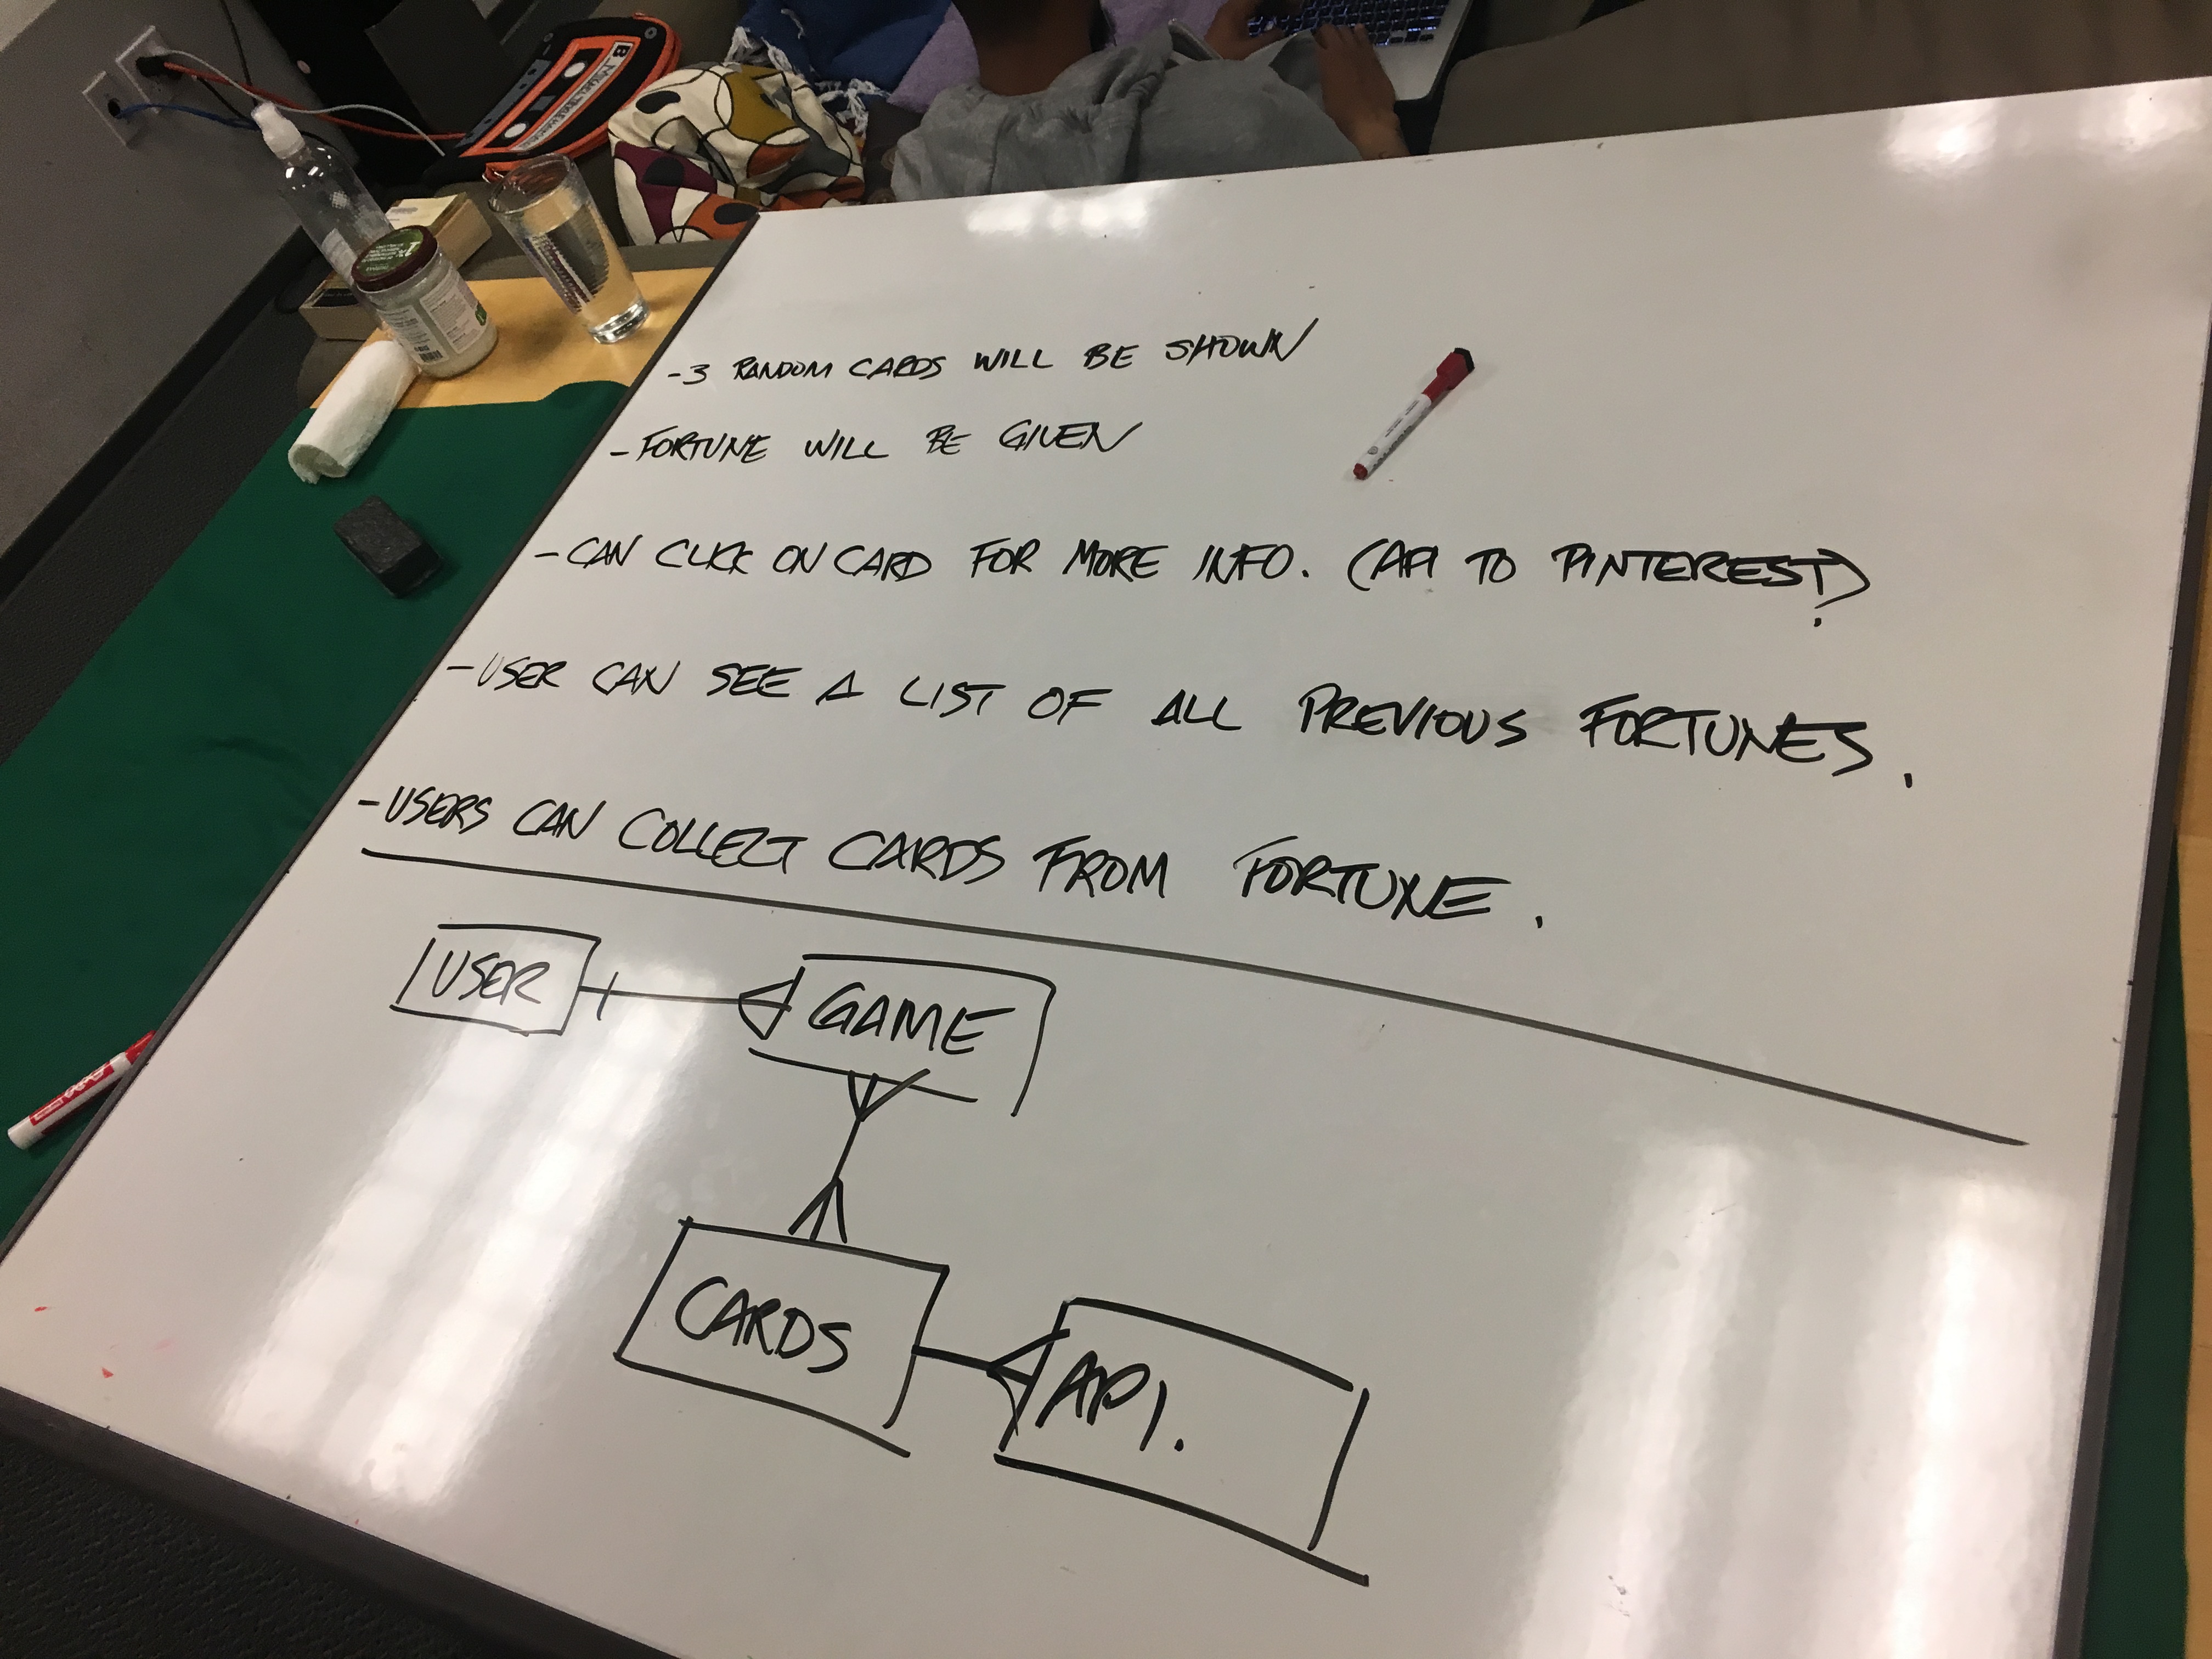 - 3 RANDOM CARDS WILL BE SHOWN
- FORTUNE WILL BE GIVEN
- CAN CLICK ON CARD FOR MORE INFO. (API TO PINTEREST?)
- USER CAN SEE A LIST OF ALL PREVIOUS FORTUNES.
- USERS CAN COLLECT CARDS FROM FORTUNE.
USER
GAME
CARDS
API.